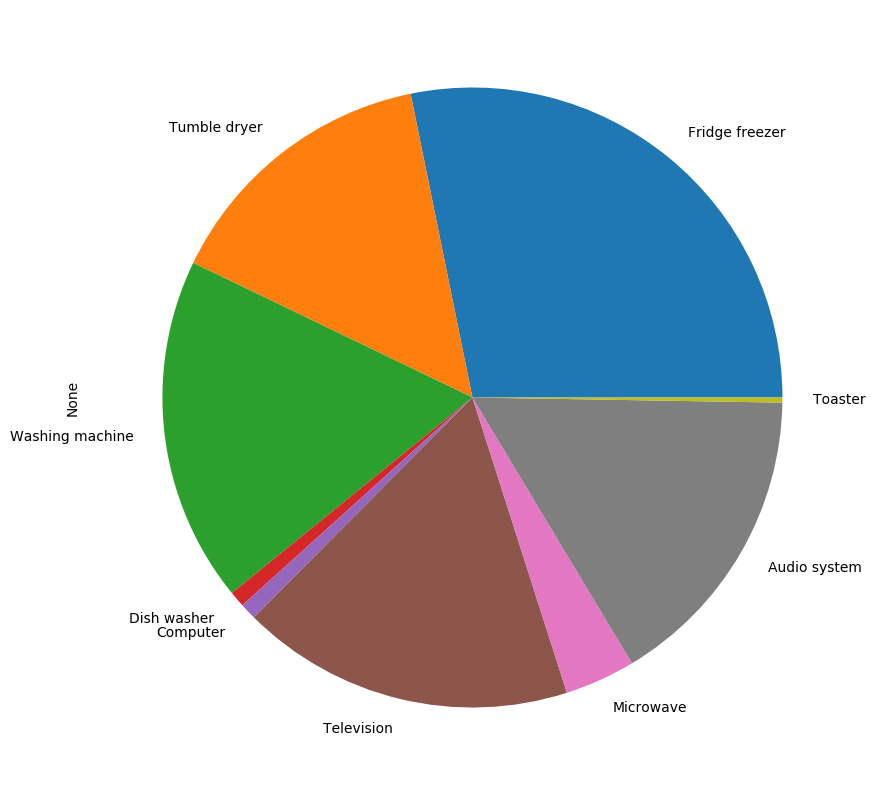 Tumble dryer
Fridge freezer
None
Toaster
Washing machine
Audio system
Dish washer
Computer
Microwave
Television